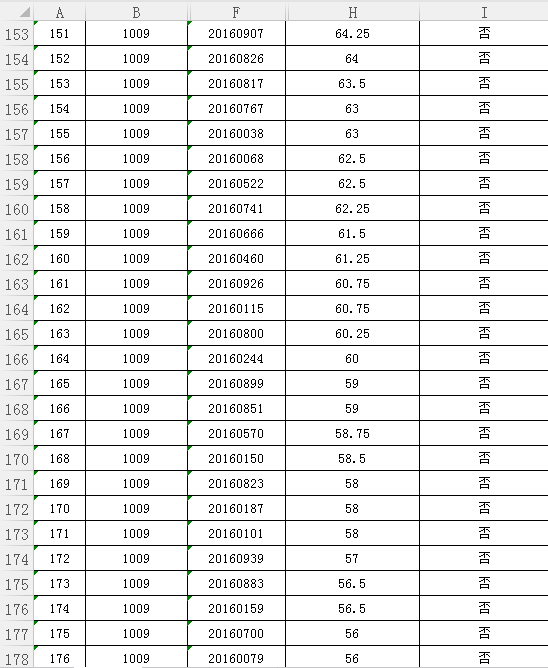 A B F H I
153 151 1009 20160907 64.25 否
154 152 1009 20160826 64 否
155 153 1009 20160817 63.5 否
156 154 1009 20160767 63 否
157 155 1009 20160038 63 否
158 156 1009 20160068 62.5 否
159 157 1009 20160522 62.5 否
160 158 1009 20160741 62.25 否
161 159 1009 20160666 61.5 否
162 160 1009 20160460 61.25 否
163 161 1009 20160926 60.75 否
164 162 1009 20160115 60.75 否
165 163 1009 20160800 60.25 否
166 164 1009 20160244 60 否
167 165 1009 20160899 59 否
168 166 1009 20160851 59 否
169 167 1009 20160570 58.75 否
170 168 1009 20160150 58.5 否
171 169 1009 20160823 58 否
172 170 1009 20160187 58 否
173 171 1009 20160101 58 否
174 172 1009 20160939 57 否
175 173 1009 20160883 56.5 否
176 174 1009 20160159 56.5 否
177 175 1009 20160700 56 否
178 176 1009 20160079 56 否